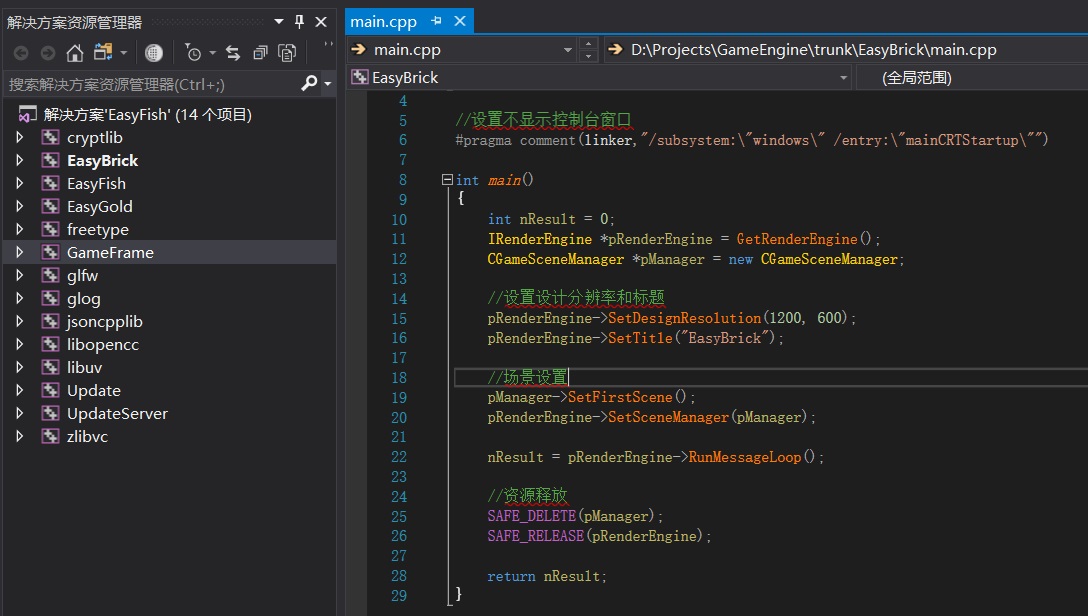 解决方案资源管理器
搜索解决方案资源管理器(Ctrl+;)
解决方案'EasyFish' (14 个项目)
cryptlib
EasyBrick
EasyFish
EasyGold
freetype
GameFrame
glfw
glog
jsoncpplib
libopencc
libuv
Update
UpdateServer
zlibvc
main.cpp
main.cpp
D:\Projects\GameEngine\trunk\EasyBrick\main.cpp
EasyBrick
(全局范围)
4
5 //设置不显示控制台窗口
6 #pragma comment(linker,"/subsystem:\"windows\" /entry:\"mainCRTStartup\"")
7
8 int main()
9 {
10 int nResult = 0;
11 IRenderEngine *pRenderEngine = GetRenderEngine();
12 CGameSceneManager *pManager = new CGameSceneManager;
13
14 //设置设计分辨率和标题
15 pRenderEngine->SetDesignResolution(1200, 600);
16 pRenderEngine->SetTitle("EasyBrick");
17
18 //场景设置
19 pManager->SetFirstScene();
20 pRenderEngine->SetSceneManager(pManager);
21
22 nResult = pRenderEngine->RunMessageLoop();
23
24 //资源释放
25 SAFE_DELETE(pManager);
26 SAFE_RELEASE(pRenderEngine);
27
28 return nResult;
29 }